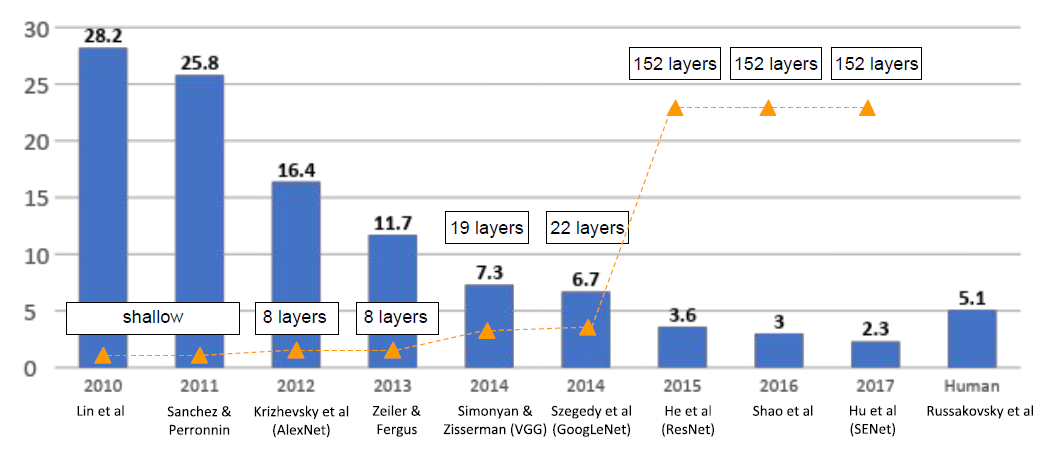 30
28.2
25.8
152 layers
152 layers
152 layers
25
20
16.4
15
11.7
19 layers
22 layers
10
7.3
6.7
5
shallow
8 layers
8 layers
3.6
3
2.3
5.1
0
2010
2011
2012
2013
2014
2014
2015
2016
2017
Human
Lin et al
Sanchez &
Perronnin
Krizhevsky et al
(AlexNet)
Zeiler &
Fergus
Simonyan &
Zisserman (VGG)
Szegedy et al
(GoogLeNet)
He et al
(ResNet)
Shao et al
Hu et al
(SENet)
Russakovsky et al